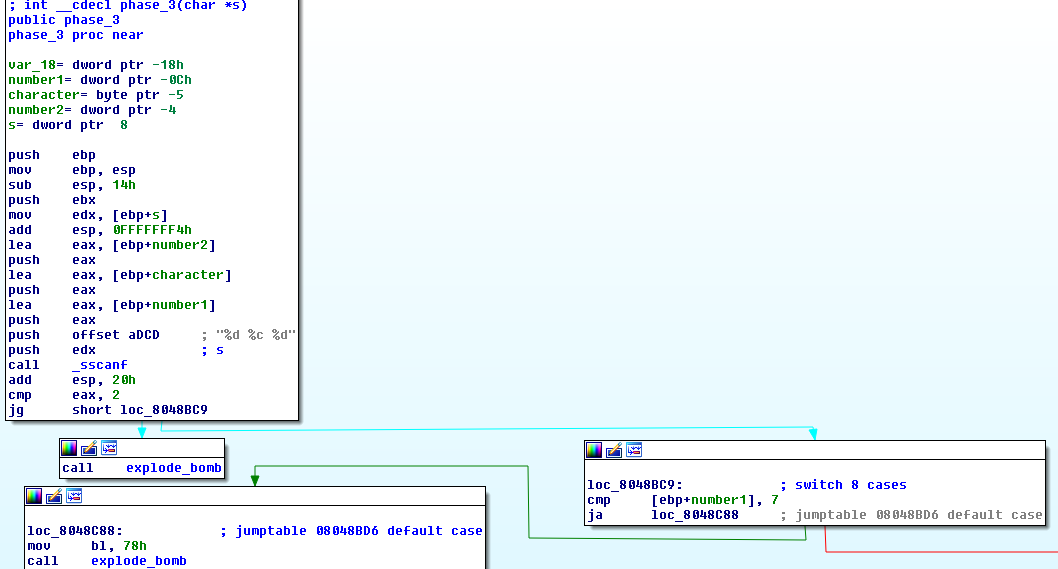 ; int __cdecl phase_3(char *s)
public phase_3
phase_3 proc near
var_18= dword ptr -18h
number1= dword ptr -0Ch
character= byte ptr -5
number2= dword ptr -4
s= dword ptr  8
push    ebp
mov     ebp, esp
sub     esp, 14h
push    ebx
mov     edx, [ebp+s]
add     esp, 0FFFFFFF4h
lea     eax, [ebp+number2]
push    eax
lea     eax, [ebp+character]
push    eax
lea     eax, [ebp+number1]
push    eax
push    offset aDCD     ; "%d %c %d"
push    edx             ; s
call    _sscanf
add     esp, 20h
cmp     eax, 2
jg      short loc_8048BC9
call    explode_bomb
loc_8048BC9:            ; switch 8 cases
cmp     [ebp+number1], 7
ja      loc_8048C88     ; jumptable 08048BD6 default case
loc_8048C88:            ; jumptable 08048BD6 default case
mov     bl, 78h
call    explode_bomb